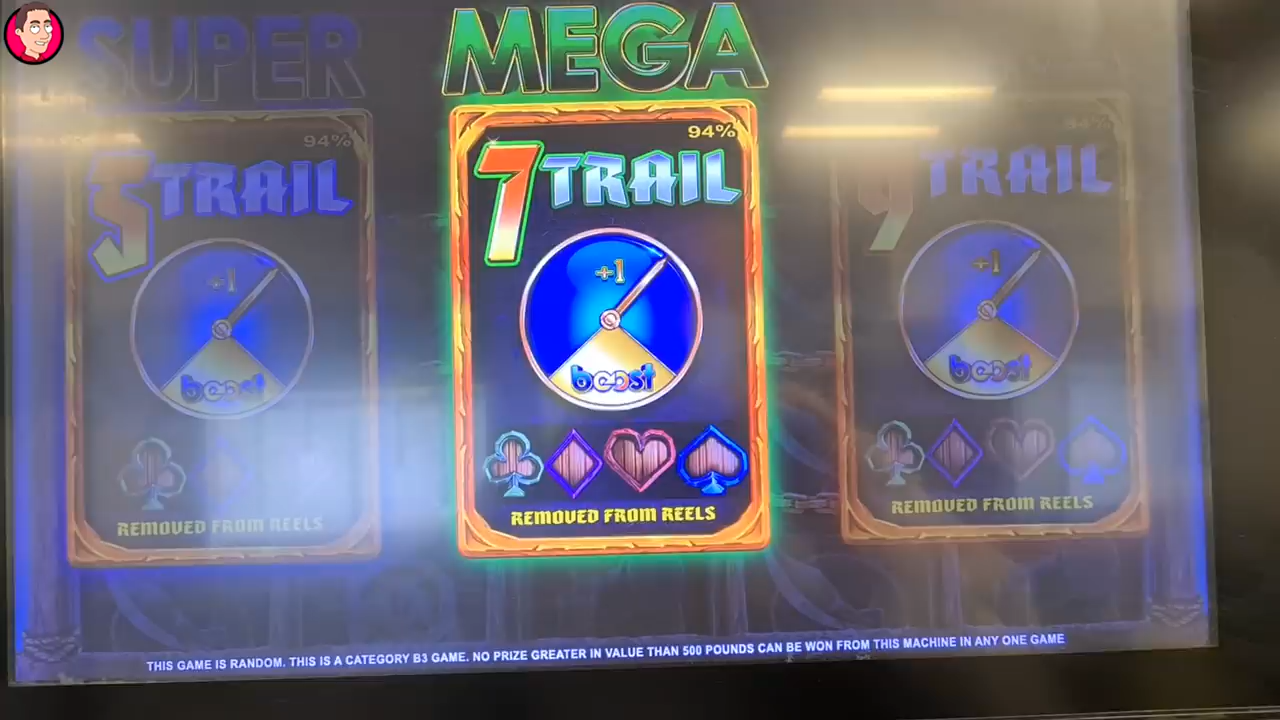 SUPER
MEGA
94%
5 TRAIL
+1
boost
REMOVED FROM REELS
94%
7 TRAIL
+1
boost
REMOVED FROM REELS
94%
9 TRAIL
+1
boost
REMOVED FROM REELS
THIS GAME IS RANDOM. THIS IS A CATEGORY B3 GAME. NO PRIZE GREATER IN VALUE THAN 500 POUNDS CAN BE WON FROM THIS MACHINE IN ANY ONE GAME